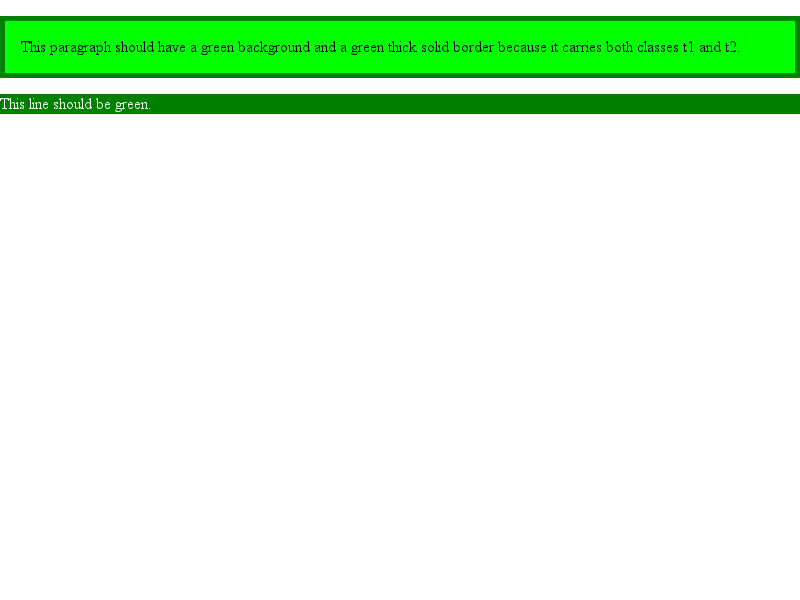 This paragraph should have a green background and a green thick solid border because it carries both classes t1 and t2.
This line should be green.